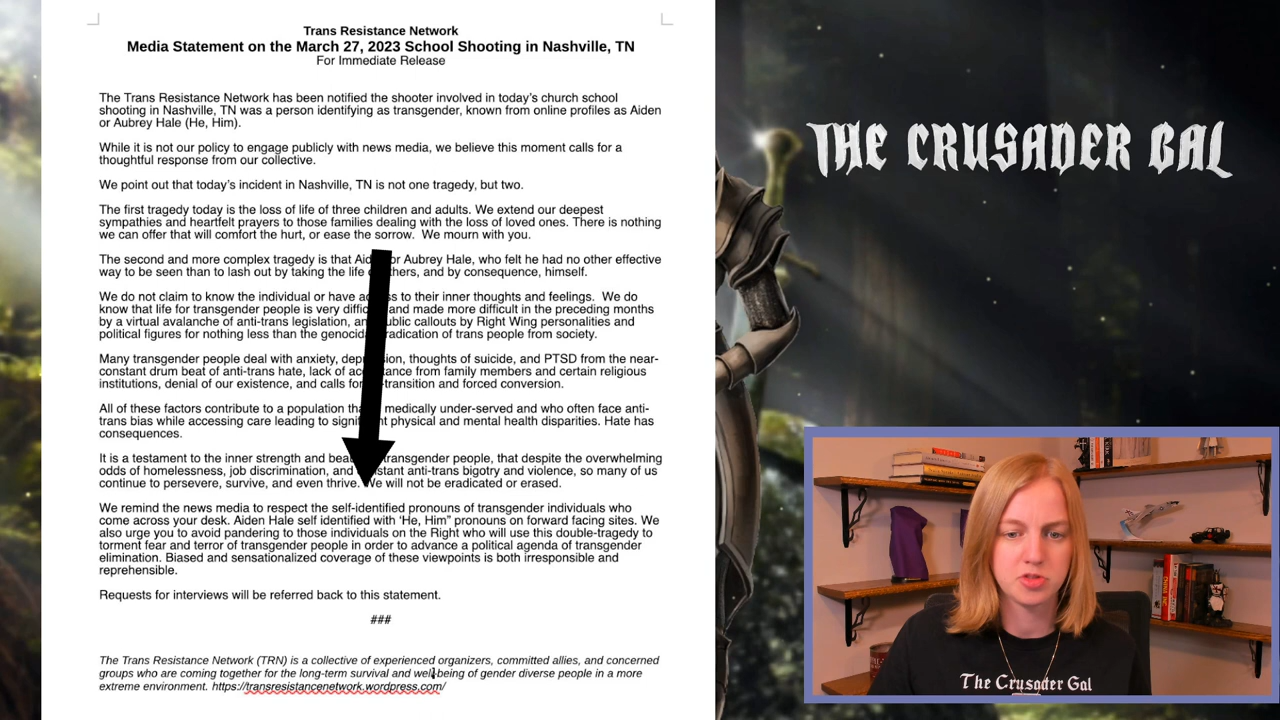 Trans Resistance Network
Media Statement on the March 27, 2023 School Shooting in Nashville, TN
For Immediate Release
The Trans Resistance Network has been notified the shooter involved in today's church school
shooting in Nashville, TN was a person identifying as transgender, known from online profiles as Aiden
or Aubrey Hale (He, Him).
While it is not our policy to engage publicly with news media, we believe this moment calls for a
thoughtful response from our collective.
We point out that today's incident in Nashville, TN is not one tragedy, but two.
The first tragedy today is the loss of life of three children and adults. We extend our deepest
sympathies and heartfelt prayers to those families dealing with the loss of loved ones. There is nothing
we can offer that will comfort the hurt, or ease the sorrow. We mourn with you.
The second and more complex tragedy is that or Aubrey Hale, who felt he had no other effective
way to be seen than to lash out by taking the life and by consequence, himself.
We do not claim to know the individual or have to their inner thoughts and feelings. We do
know that life for transgender people is very and made more difficult in the preceding months
by a virtual avalanche of anti-trans legislation, callouts by Right Wing personalities and
political figures for nothing less than the of trans people from society.
Many transgender people deal with anxiety, thoughts of suicide, and PTSD from the near-
constant drum beat of anti-trans hate, lack of from family members and certain religious
institutions, denial of our existence, and calls and forced conversion.
All of these factors contribute to a population medically under-served and who often face anti-
trans bias while accessing care leading to physical and mental health disparities. Hate has
consequences.
It is a testament to the inner strength and transgender people, that despite the overwhelming
odds of homelessness, job discrimination, and anti-trans bigotry and violence, so many of us
continue to persevere, survive, and even thrive. We will not be eradicated or erased.
We remind the news media to respect the self-identified pronouns of transgender individuals who
come across your desk. Aiden Hale self identified with 'He, Him" pronouns on forward facing sites. We
also urge you to avoid pandering to those individuals on the Right who will use this double-tragedy to
torment fear and terror of transgender people in order to advance a political agenda of transgender
elimination. Biased and sensationalized coverage of these viewpoints is both irresponsible and
reprehensible.
Requests for interviews will be referred back to this statement.
###
The Trans Resistance Network (TRN) is a collective of experienced organizers, committed allies, and concerned
groups who are coming together for the long-term survival and well-being of gender diverse people in a more
extreme environment. https://transresistancenetwork.wordpress.com/
THE CRUSADER GAL
The Crusader Gal